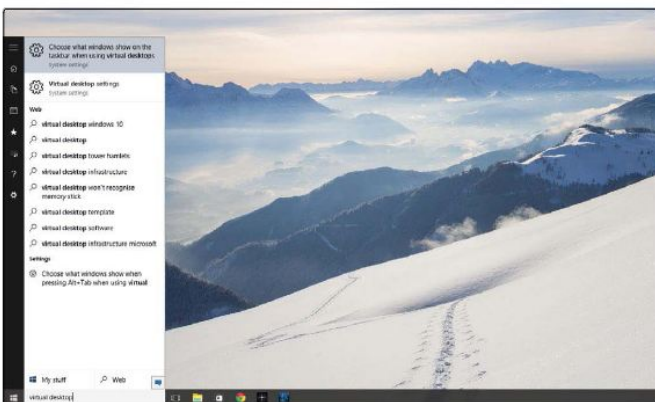 Choose what windows show on the
taskbar when using virtual desktops
System settings
Virtual desktop settings
System settings
Web
virtual desktop windows 10
virtual desktop
virtual desktop tower hamlets
virtual desktop infrastructure
virtual desktop won't recognise
memory stick
virtual desktop template
virtual desktop software
virtual desktop infrastructure microsoft
Settings
Choose what windows show when
pressing Alt+Tab when using virtual
My stuff
Web
virtual desktop